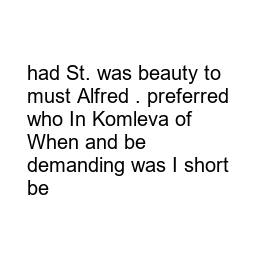 had St. was beauty to
must Alfred . preferred
who In Komleva of
When and be
demanding was I short
be